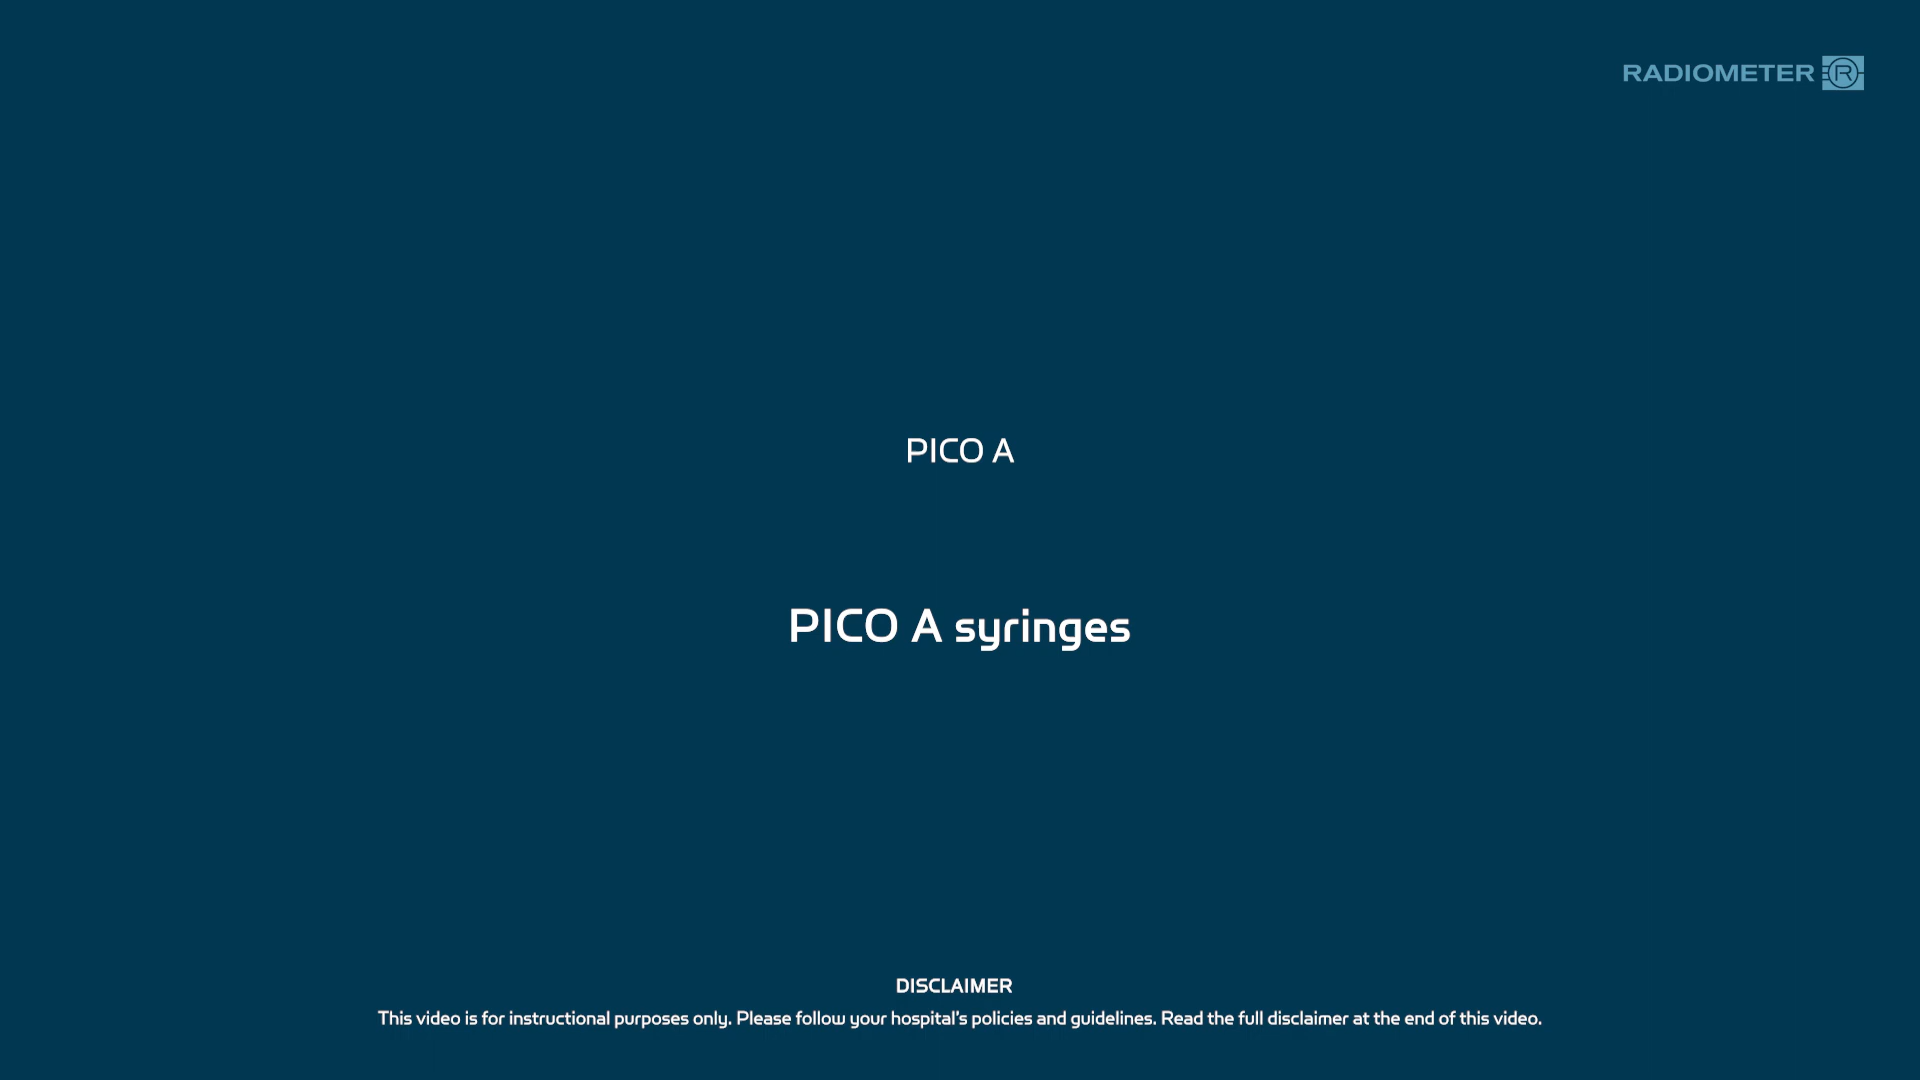 RADIOMETER R
PICO A
PICO A syringes
DISCLAIMER
This video is for instructional purposes only. Please follow your hospital's policies and guidelines. Read the full disclaimer at the end of this video.